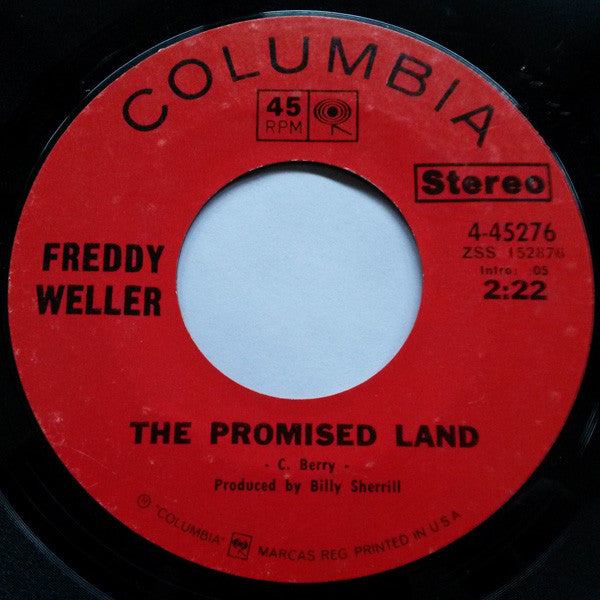 COLUMBIA
45
RPM
Stereo
4-45276
ZSS 152876
Intro: :05
2:22
FREDDY
WELLER
THE PROMISED LAND
- C. Berry -
Produced by Billy Sherrill
℗ "COLUMBIA" MARCAS REG. PRINTED IN U.S.A.